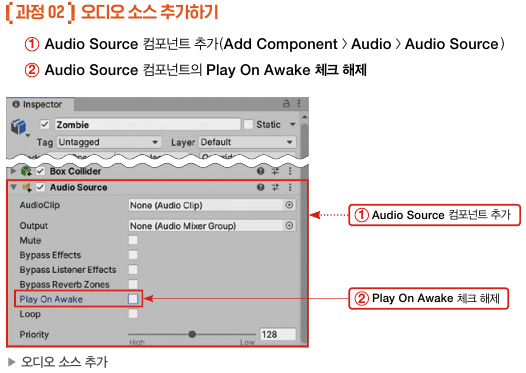 [과정 02] 오디오 소스 추가하기
① Audio Source 컴포넌트 추가(Add Component > Audio > Audio Source)
② Audio Source 컴포넌트의 Play On Awake 체크 해제
Inspector
Zombie
Static
Tag Untagged
Layer Default
Box Collider
Audio Source
AudioClip None (Audio Clip)
Output None (Audio Mixer Group)
Mute
Bypass Effects
Bypass Listener Effects
Bypass Reverb Zones
Play On Awake
Loop
Priority 128
High Low
① Audio Source 컴포넌트 추가
② Play On Awake 체크 해제
▶ 오디오 소스 추가